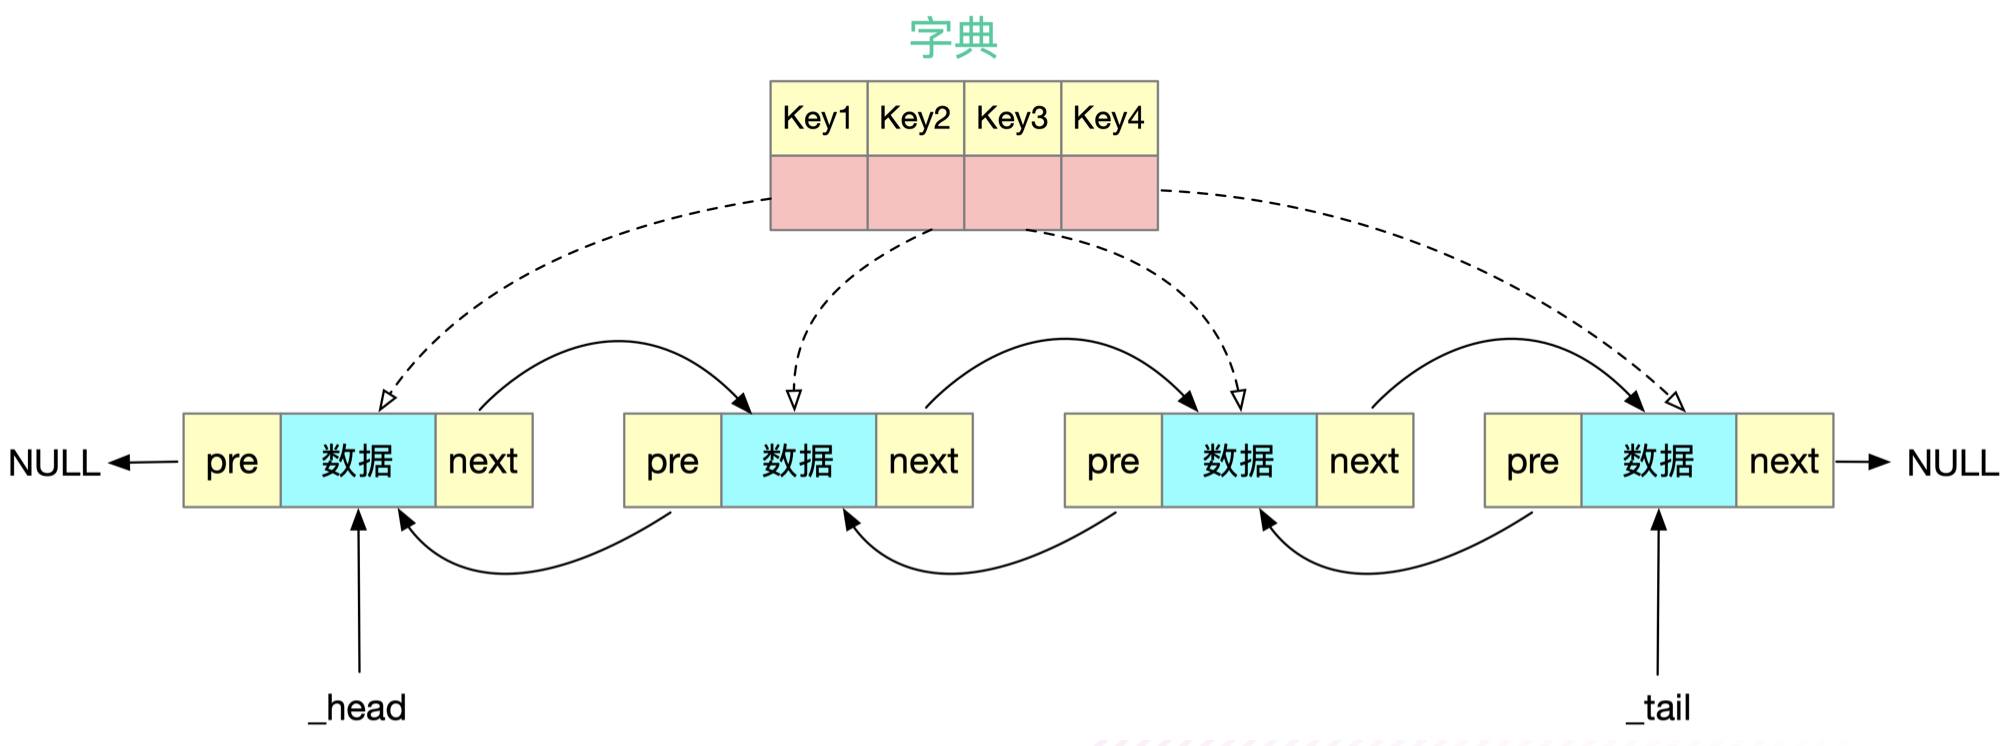 字典
Key1 Key2 Key3 Key4
NULL pre 数据 next pre 数据 next pre 数据 next pre 数据 next NULL
_head _tail